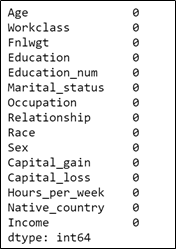 Age 0
Workclass 0
Fnlwgt 0
Education 0
Education_num 0
Marital_status 0
Occupation 0
Relationship 0
Race 0
Sex 0
Capital_gain 0
Capital_loss 0
Hours_per_week 0
Native_country 0
Income 0
dtype: int64